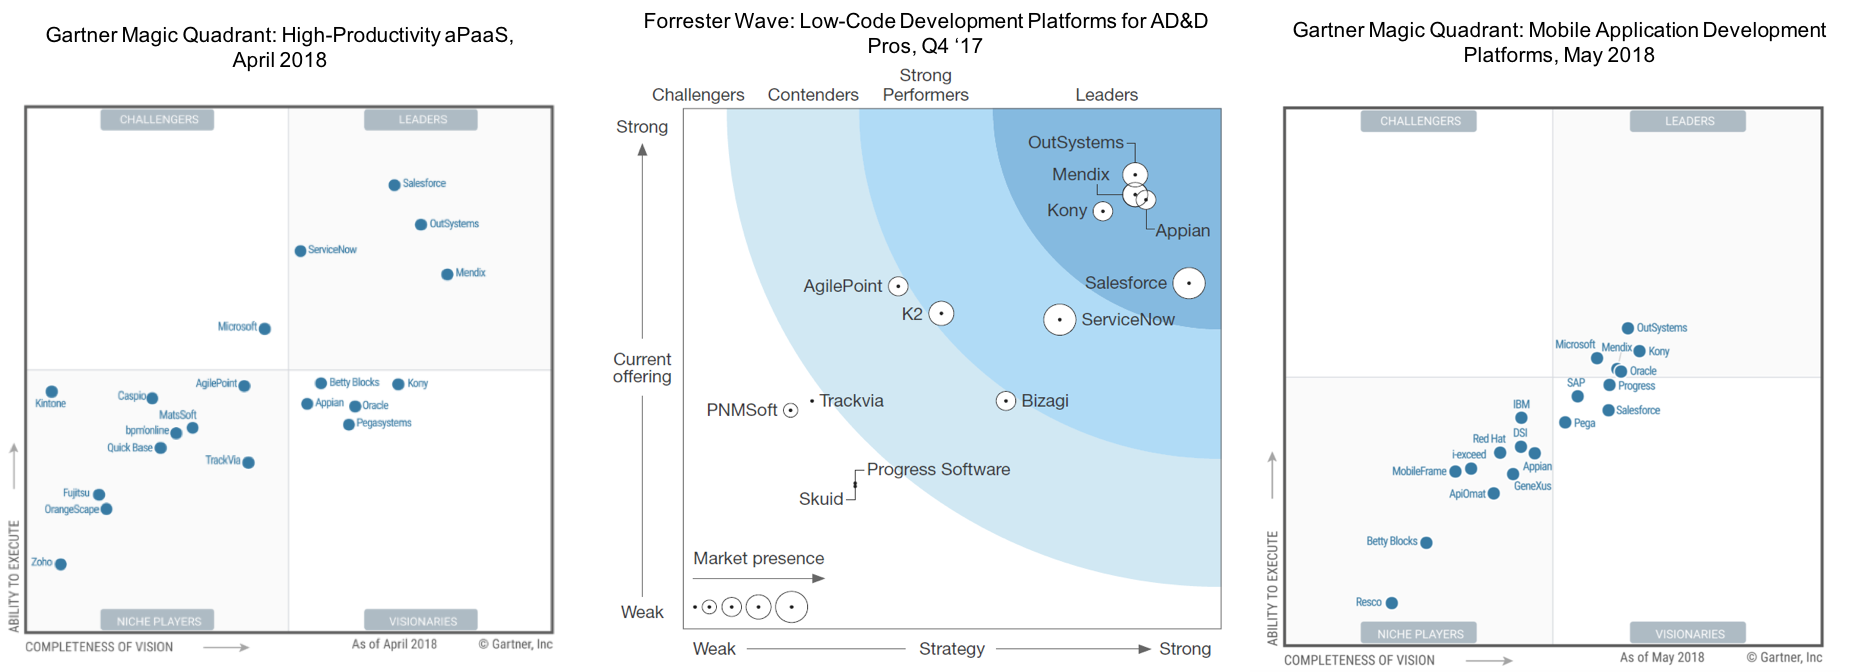 Gartner Magic Quadrant: High-Productivity aPaaS,
April 2018
CHALLENGERS
LEADERS
Salesforce
OutSystems
ServiceNow
Mendix
Microsoft
AgilePoint
Betty Blocks
Kony
Kintone
Caspio
Appian
Oracle
MatsSoft
Pegasystems
bpm'online
Quick Base
TrackVia
Fujitsu
OrangeScape
Zoho
NICHE PLAYERS
VISIONARIES
ABILITY TO EXECUTE
COMPLETENESS OF VISION
As of April 2018
© Gartner, Inc
Forrester Wave: Low-Code Development Platforms for AD&D
Pros, Q4 ‘17
Challengers
Contenders
Strong
Performers
Leaders
Strong
OutSystems
Mendix
Kony
Appian
Salesforce
AgilePoint
K2
ServiceNow
Current
offering
PNMSoft
Trackvia
Bizagi
Progress Software
Skuid
Market presence
Weak
Weak
Strategy
Strong
Gartner Magic Quadrant: Mobile Application Development
Platforms, May 2018
CHALLENGERS
LEADERS
OutSystems
Microsoft
Mendix
Kony
Oracle
SAP
Progress
IBM
Salesforce
Pega
DSI
Red Hat
i-exceed
Appian
MobileFrame
GeneXus
ApiOmat
Betty Blocks
Resco
NICHE PLAYERS
VISIONARIES
ABILITY TO EXECUTE
COMPLETENESS OF VISION
As of May 2018
© Gartner, Inc